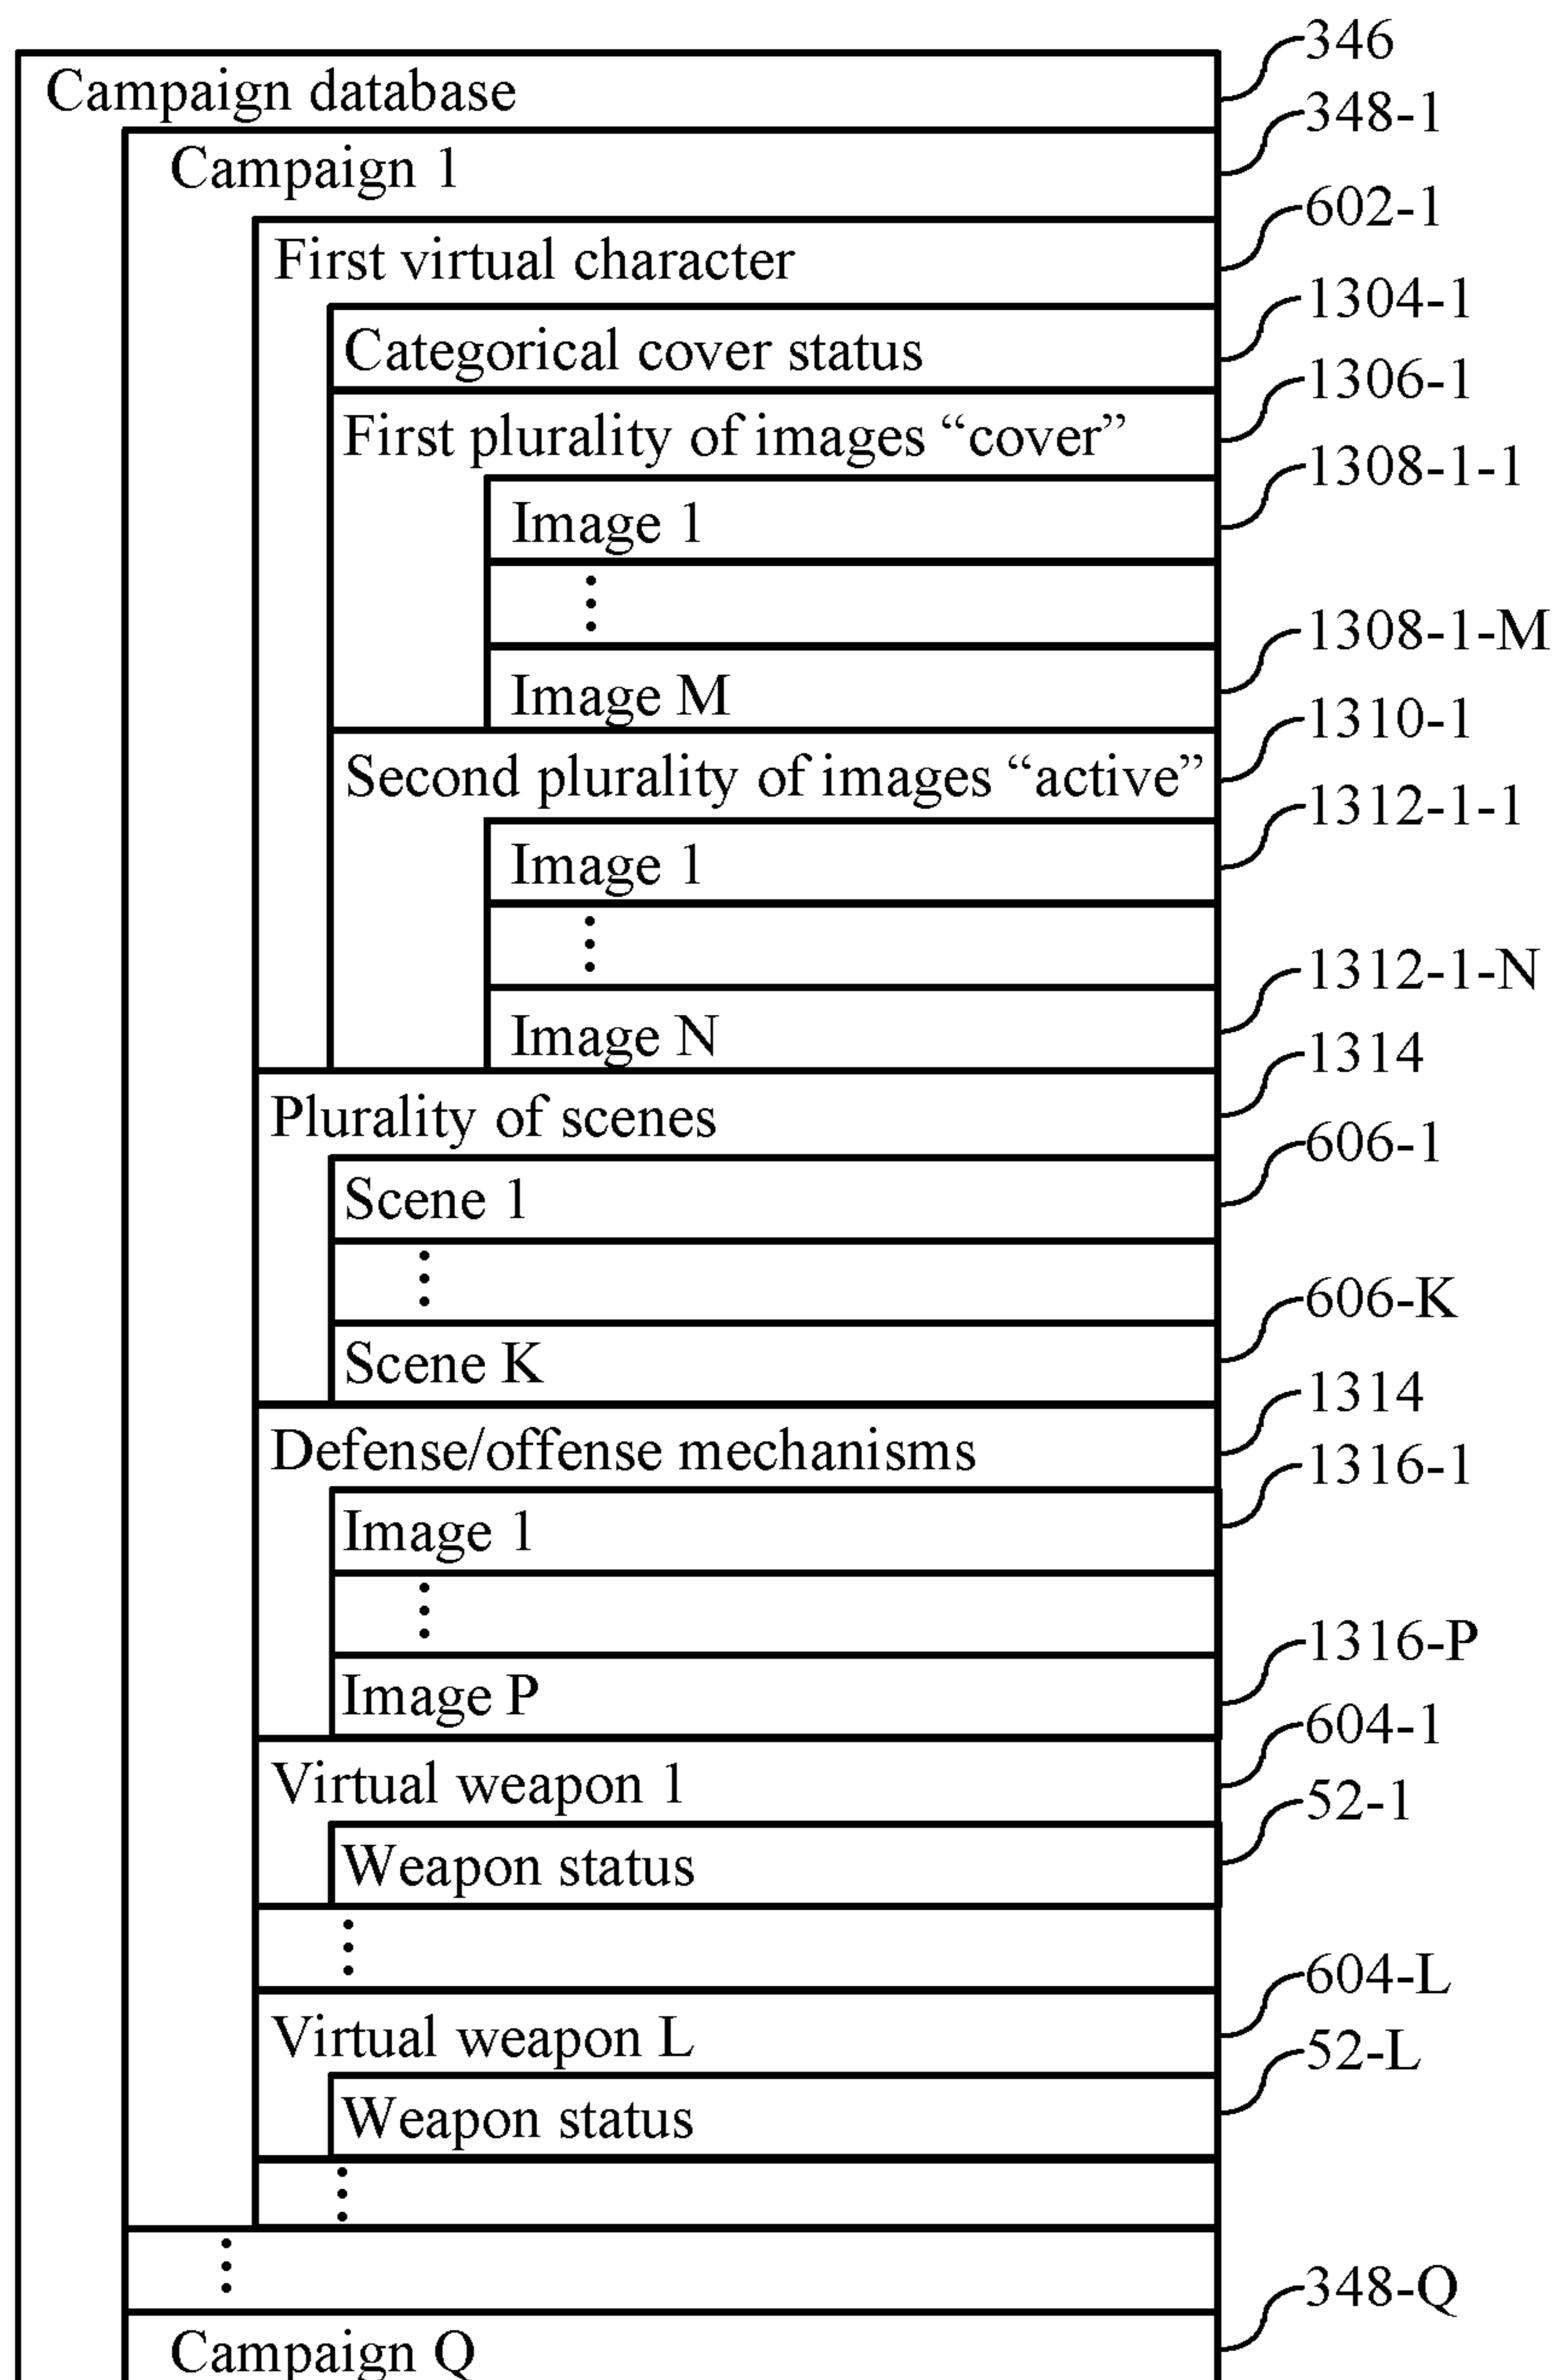 346
Campaign database
348-1
Campaign 1
602-1
First virtual character
1304-1
Categorical cover status
1306-1
First plurality of images “cover”
1308-1-1
Image 1
1308-1-M
Image M
1310-1
Second plurality of images “active”
1312-1-1
Image 1
1312-1-N
Image N
1314
Plurality of scenes
606-1
Scene 1
606-K
Scene K
1314
Defense/offense mechanisms
1316-1
Image 1
1316-P
Image P
604-1
Virtual weapon 1
52-1
Weapon status
604-L
Virtual weapon L
52-L
Weapon status
348-Q
Campaign Q